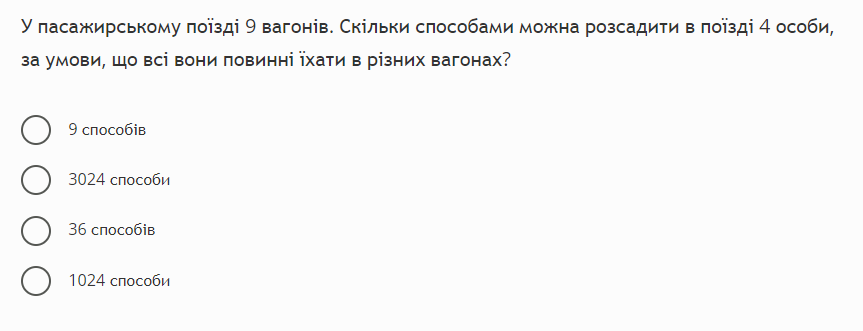 У пасажирському поїзді 9 вагонів. Скільки способами можна розсадити в поїзді 4 особи,
за умови, що всі вони повинні їхати в різних вагонах?
9 способів
3024 способи
36 способів
1024 способи